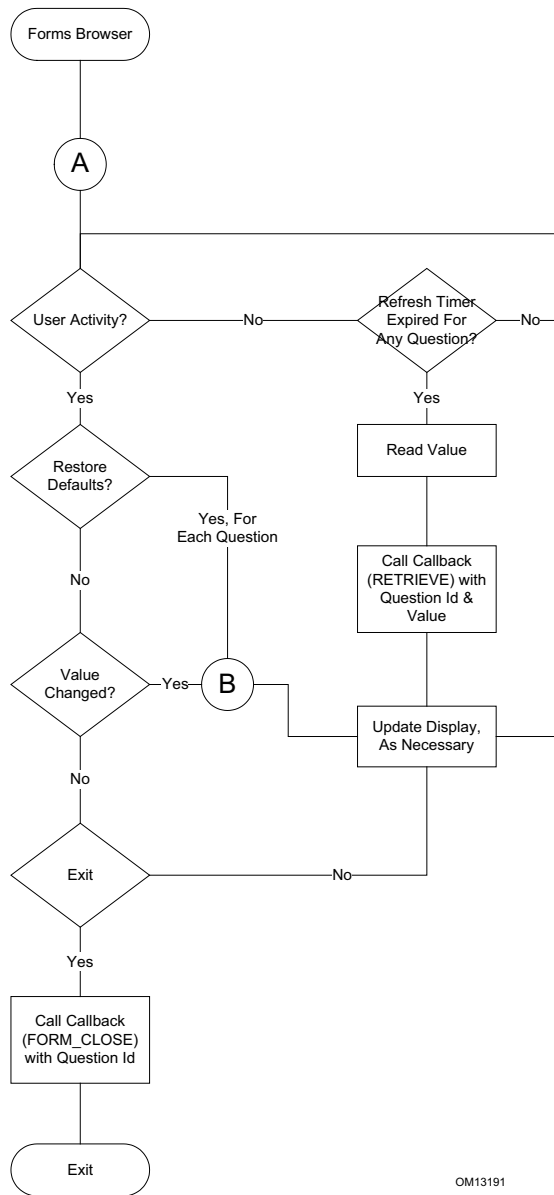 Forms Browser
A
User Activity?
No
Refresh Timer
Expired For
Any Question?
No
Yes
Yes
Restore
Defaults?
Read Value
Yes, For
Each Question
No
Call Callback
(RETRIEVE) with
Question Id &
Value
Value
Changed?
Yes
B
Update Display,
As Necessary
No
Exit
No
Yes
Call Callback
(FORM_CLOSE)
with Question Id
Exit
OM13191